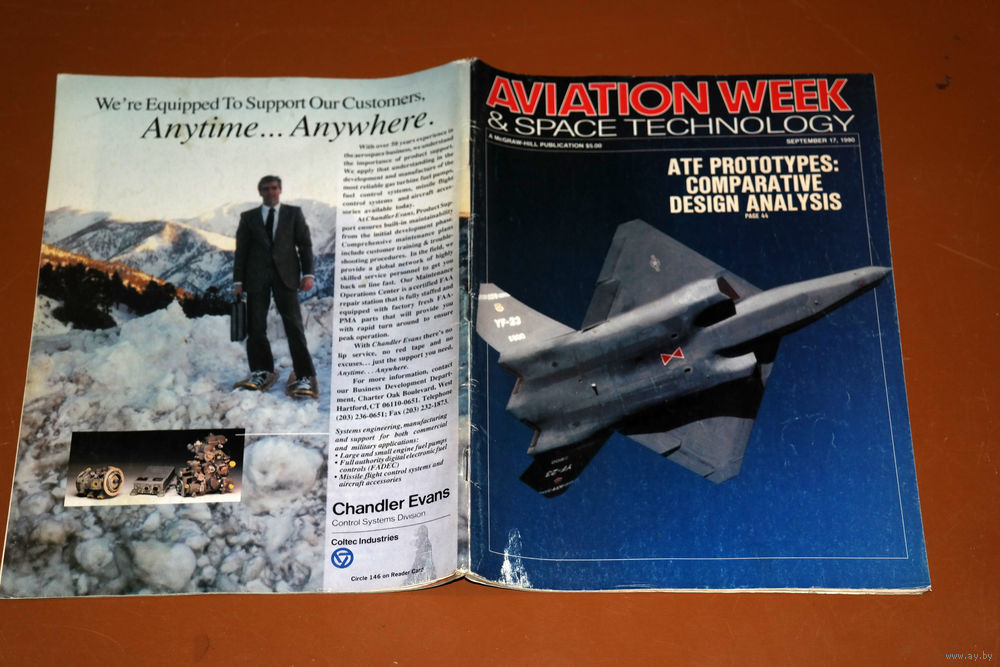 We're Equipped To Support Our Customers,
Anytime... Anywhere.
With over 50 years experience in
the aerospace business, we understand
the importance of product support.
We apply that understanding in the
development and manufacture of the
most reliable gas turbine fuel pumps,
fuel control systems, missile flight
control systems and aircraft acces-
sories available today.
At Chandler Evans, Product Sup-
port ensures built-in maintainability
from the initial development phase.
Comprehensive maintenance plans
include customer training & trouble-
shooting procedures. In the field, we
provide a global network of highly
skilled service personnel to get you
back on line fast. Our Maintenance
Operations Center is a certified FAA
repair station that is fully staffed and
equipped with factory fresh FAA-
PMA parts that will provide you
with rapid turn around to ensure
peak operation.
With Chandler Evans there's no
lip service, no red tape and no
excuses... just the support you need,
Anytime... Anywhere.
For more information, contact
our Business Development Depart-
ment, Charter Oak Boulevard, West
Hartford, CT 06110-0651. Telephone
(203) 236-0651; Fax (203) 232-1873.
Systems engineering, manufacturing
and support for both commercial
and military applications:
• Large and small engine fuel pumps
• Full authority digital electronic fuel
controls (FADEC)
• Missile flight control systems and
aircraft accessories
Chandler Evans
Control Systems Division
Coltec Industries
Circle 146 on Reader Card
AVIATION WEEK
& SPACE TECHNOLOGY
A McGRAW-HILL PUBLICATION $5.00
SEPTEMBER 17, 1990
ATF PROTOTYPES:
COMPARATIVE
DESIGN ANALYSIS
PAGE 44
YF-23
YF-23
www.ay.by